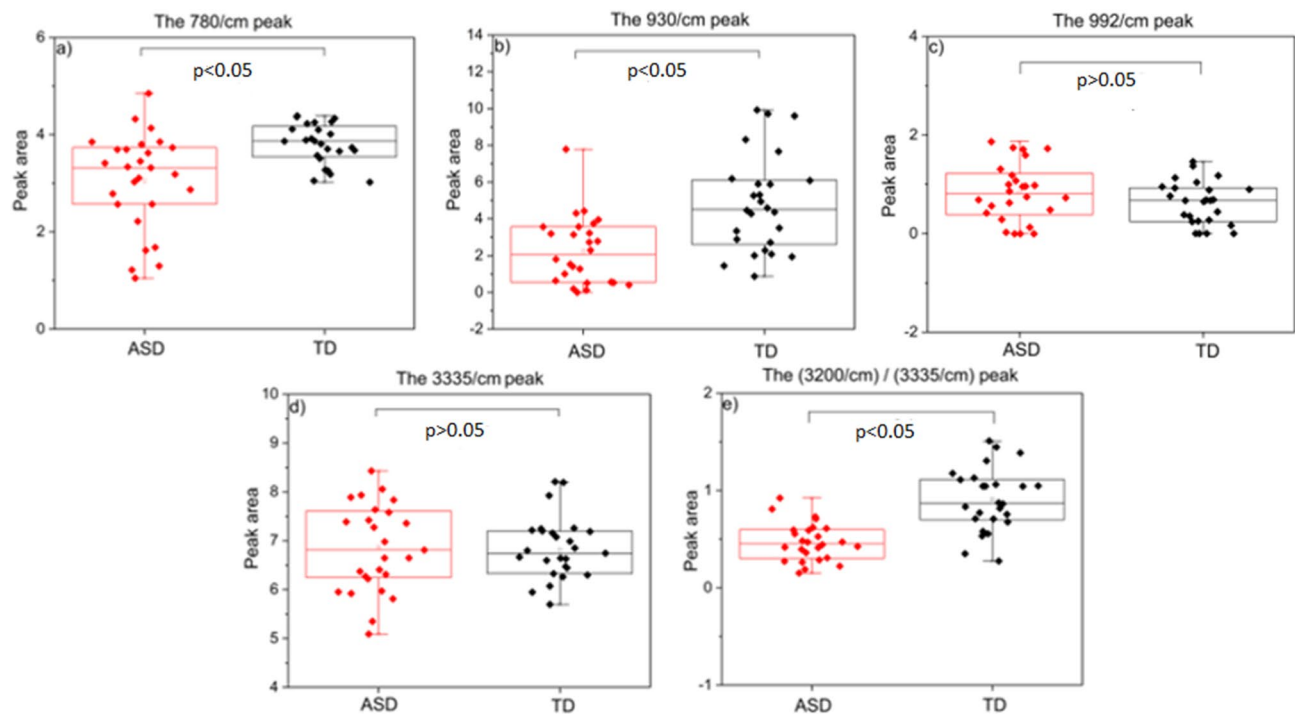 The 780/cm peak
a)
p<0.05
6
4
2
0
Peak area
ASD TD
The 930/cm peak
b)
p<0.05
14
12
10
8
6
4
2
0
-2
Peak area
ASD TD
The 992/cm peak
c)
p>0.05
4
2
0
-2
Peak area
ASD TD
The 3335/cm peak
d)
p>0.05
10
9
8
7
6
5
4
Peak area
ASD TD
The (3200/cm) / (3335/cm) peak
e)
p<0.05
2
1
0
-1
Peak area
ASD TD